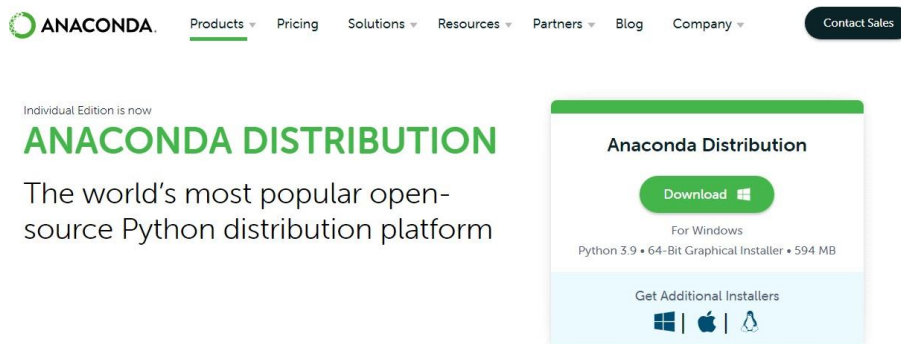 ANACONDA.
Products Pricing Solutions Resources Partners Blog Company Contact Sales
Individual Edition is now
ANACONDA DISTRIBUTION
The world's most popular open-
source Python distribution platform
Anaconda Distribution
Download
For Windows
Python 3.9 • 64-Bit Graphical Installer • 594 MB
Get Additional Installers